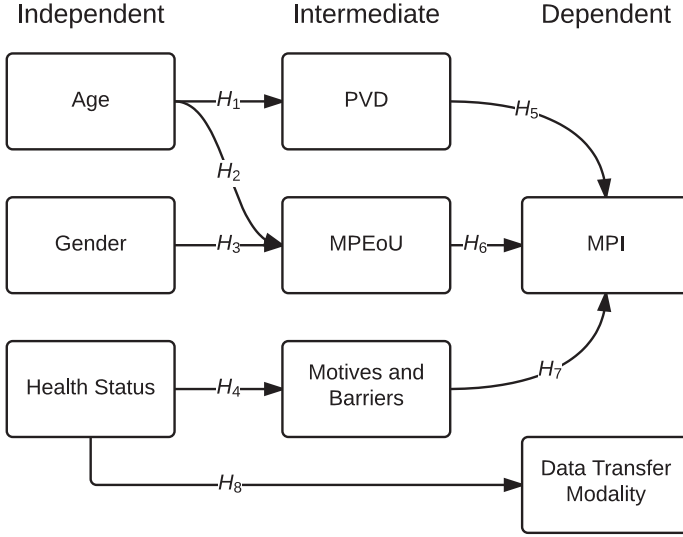 Independent
Intermediate
Dependent
Age
H1
PVD
H5
H2
Gender
H3
MPEoU
H6
MPI
Health Status
H4
Motives and
Barriers
H7
H8
Data Transfer
Modality